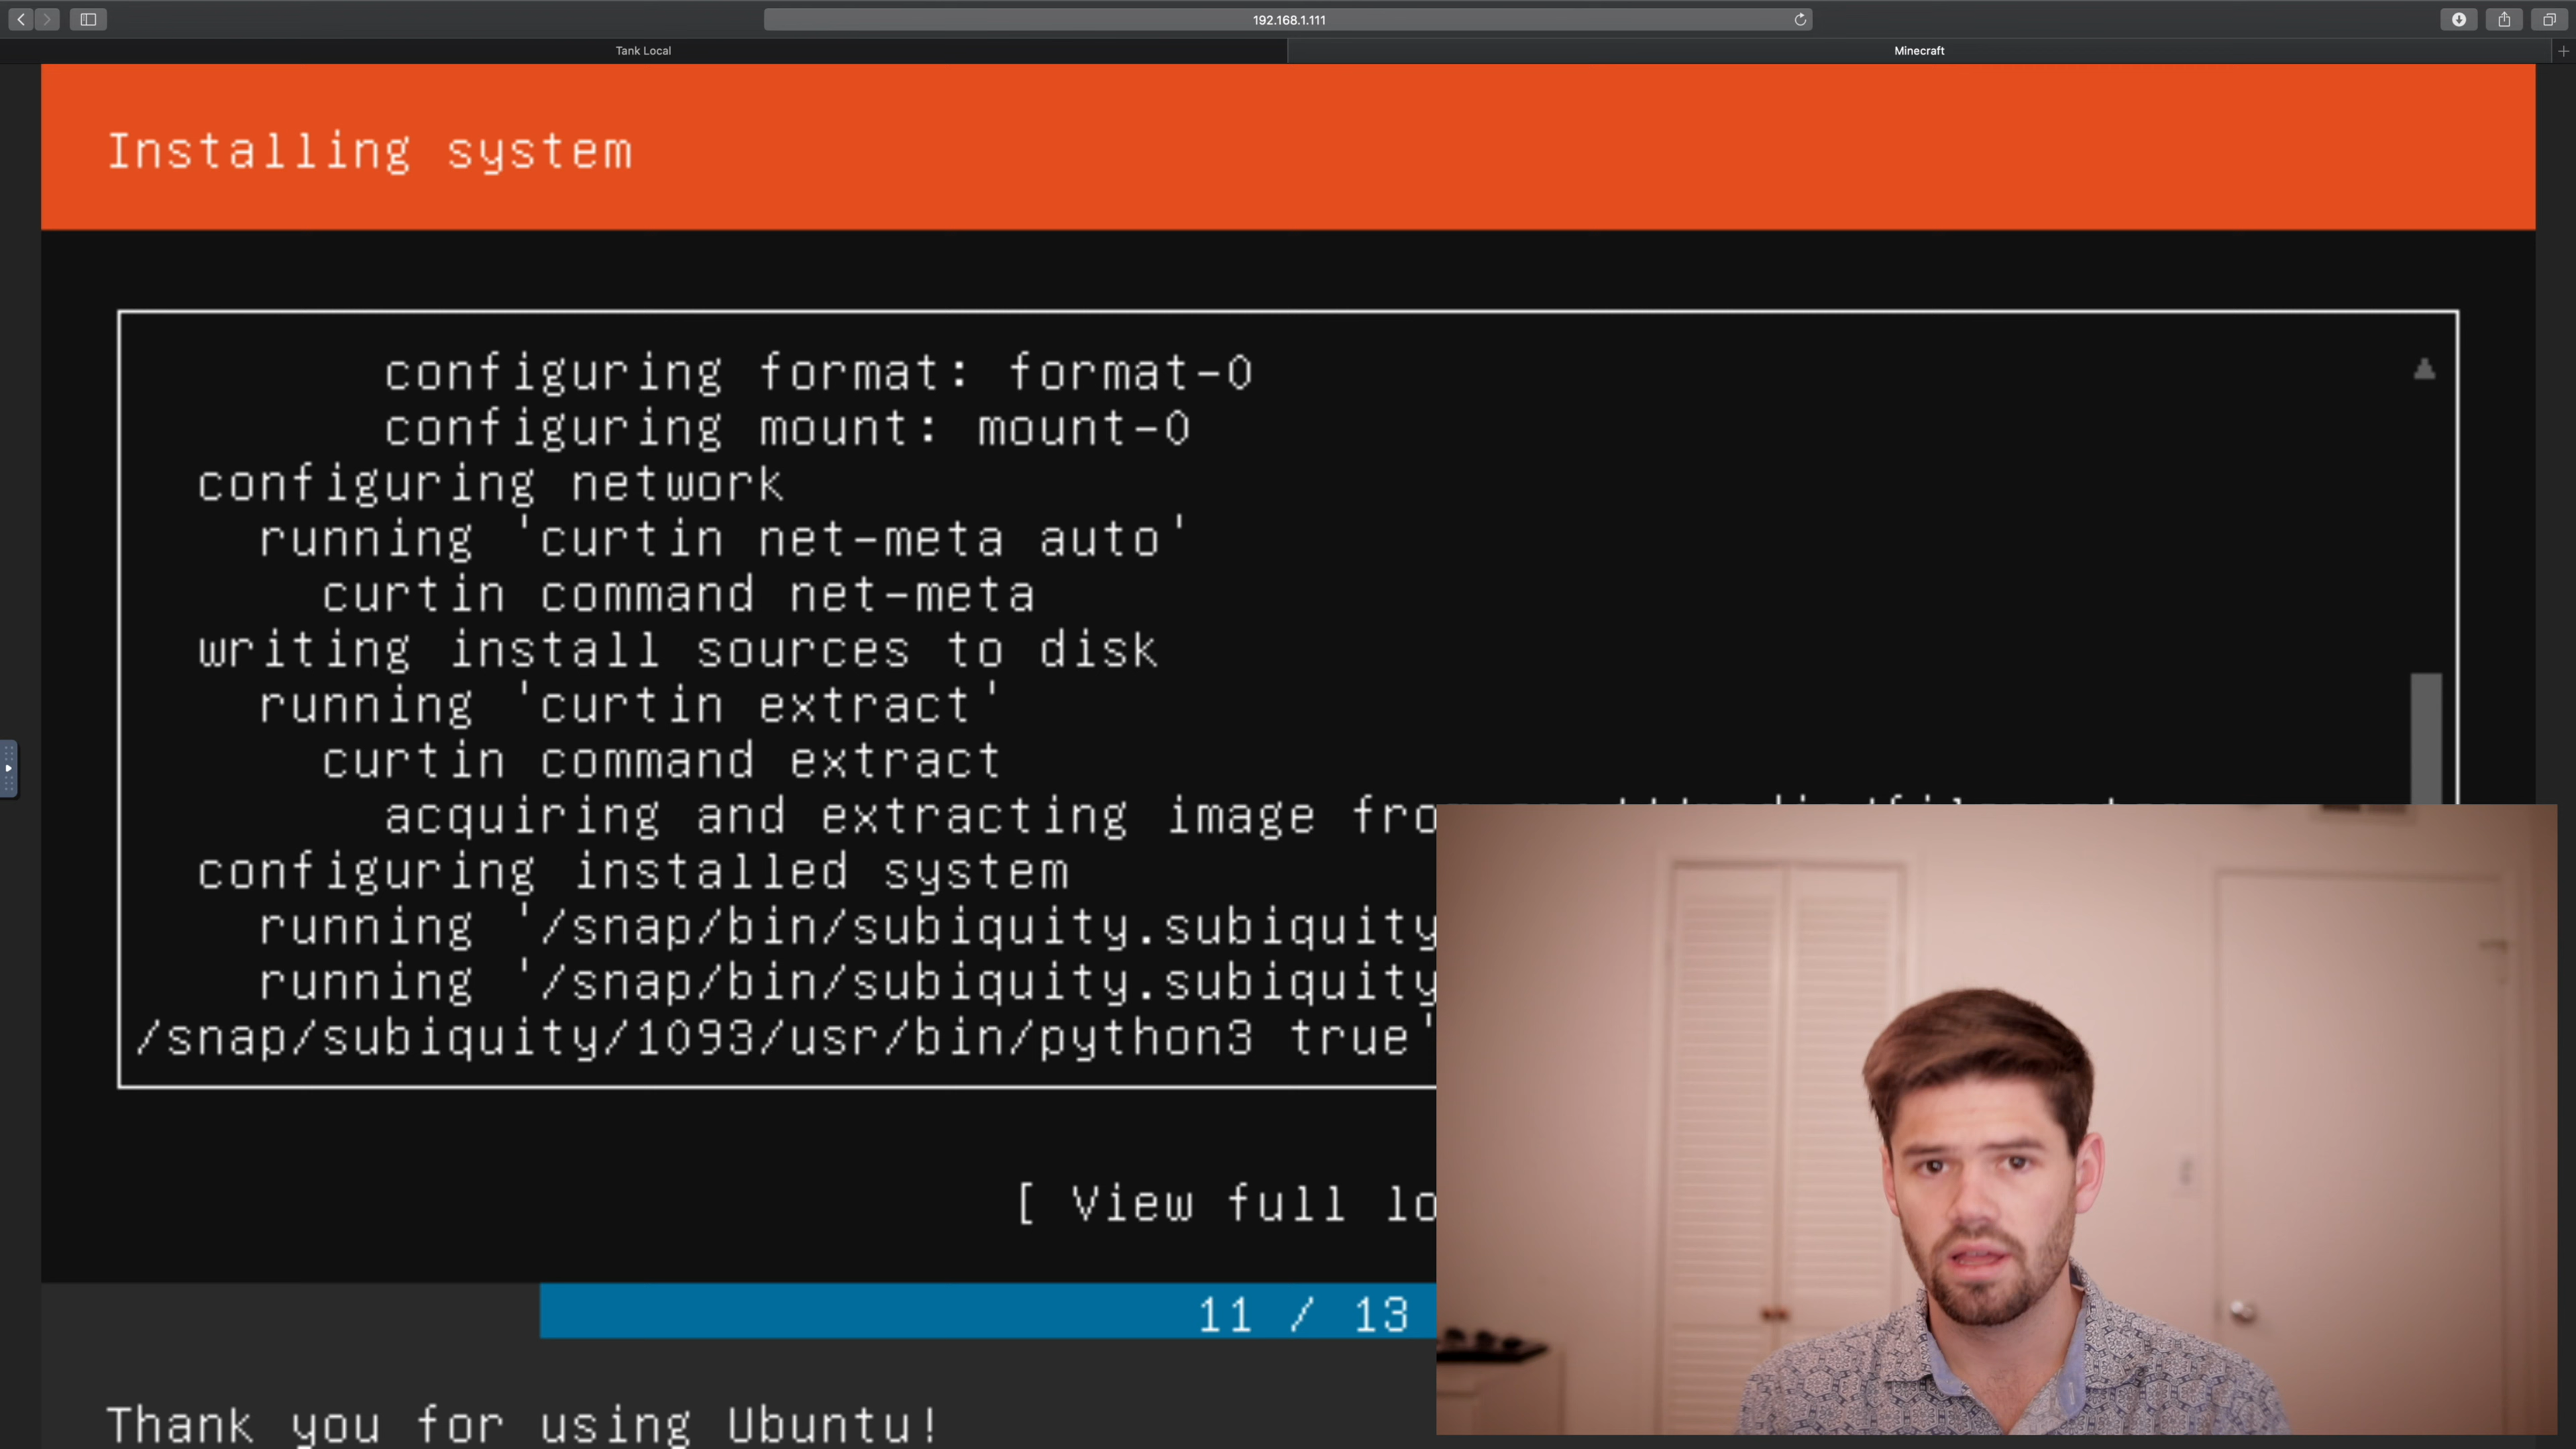 192.168.1.111
Tank Local
Minecraft
Installing system
configuring format: format-0
configuring mount: mount-0
configuring network
running 'curtin net-meta auto'
curtin command net-meta
writing install sources to disk
running 'curtin extract'
curtin command extract
acquiring and extracting image
configuring installed system
running '/snap/bin/subiquity.subiquity
running '/snap/bin/subiquity.subiquity
/snap/subiquity/1093/usr/bin/python3 true'
[ View full
11 / 13
Thank you for using Ubuntu!